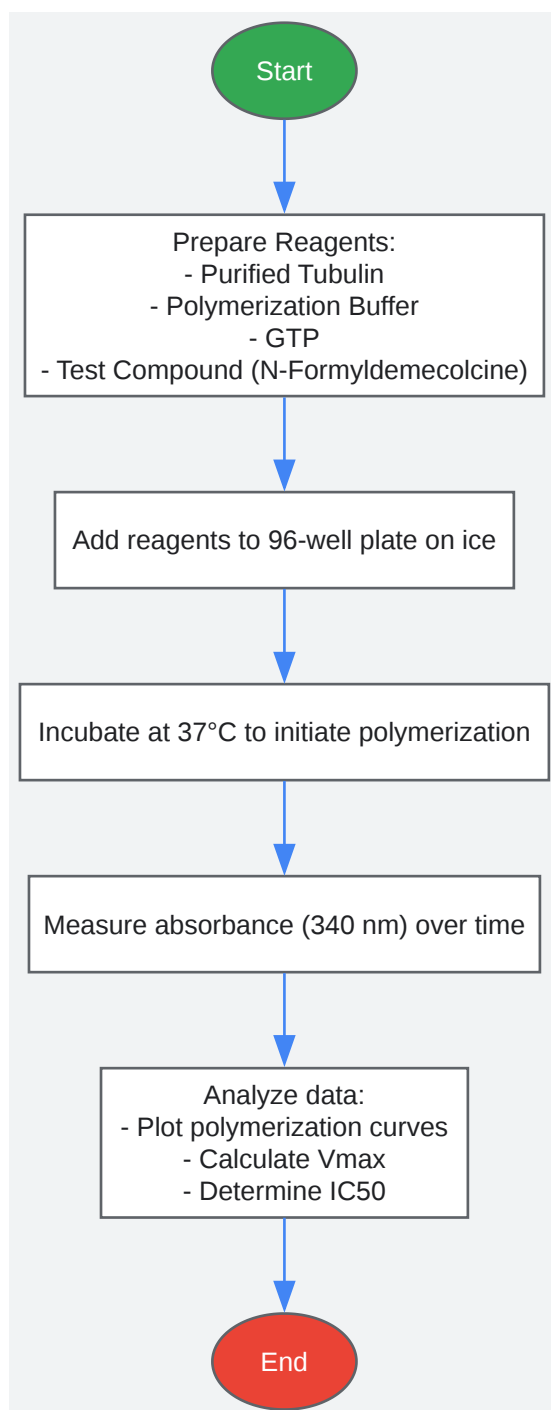 Start
Prepare Reagents:
- Purified Tubulin
- Polymerization Buffer
- GTP
- Test Compound (N-Formyldemecolcine)
Add reagents to 96-well plate on ice
Incubate at 37°C to initiate polymerization
Measure absorbance (340 nm) over time
Analyze data:
- Plot polymerization curves
- Calculate Vmax
- Determine IC50
End